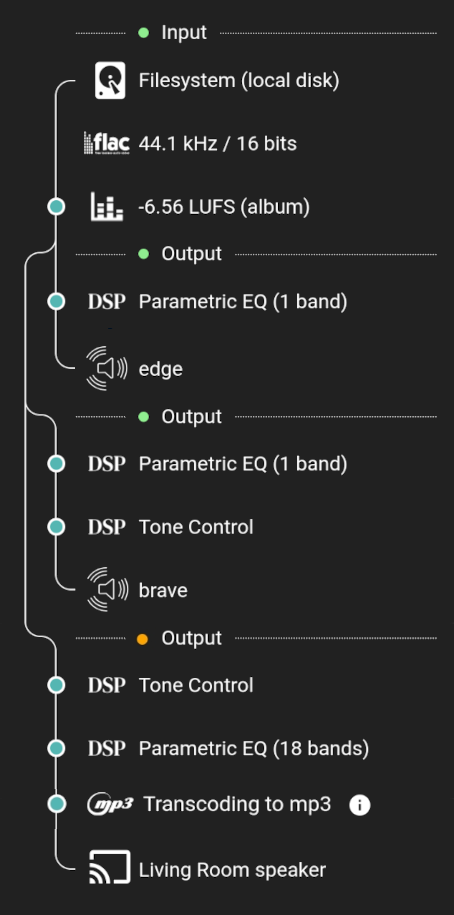 Input
Filesystem (local disk)
flac 44.1 kHz / 16 bits
-6.56 LUFS (album)
Output
DSP Parametric EQ (1 band)
edge
Output
DSP Parametric EQ (1 band)
DSP Tone Control
brave
Output
DSP Tone Control
DSP Parametric EQ (18 bands)
mp3 Transcoding to mp3 i
Living Room speaker